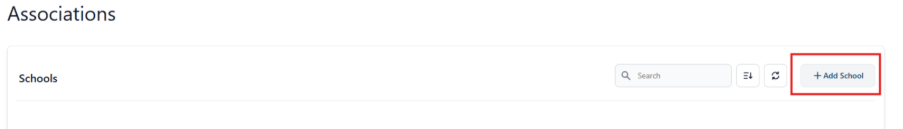 Associations
Schools
Search
+ Add School